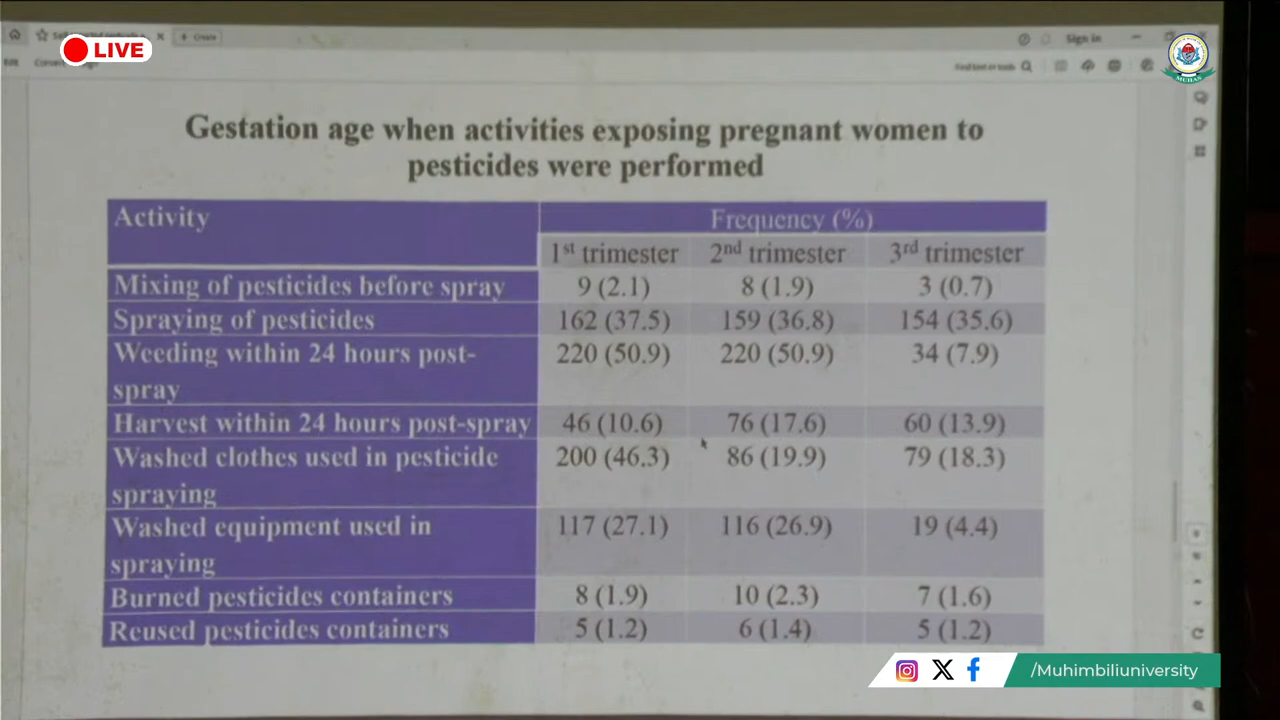 LIVE
Create
Sign in
Edit
MUHAS
Gestation age when activities exposing pregnant women to
pesticides were performed
Activity
Frequency (%)
1st trimester 2nd trimester 3rd trimester
Mixing of pesticides before spray 9 (2.1) 8 (1.9) 3 (0.7)
Spraying of pesticides 162 (37.5) 159 (36.8) 154 (35.6)
Weeding within 24 hours post- 220 (50.9) 220 (50.9) 34 (7.9)
spray
Harvest within 24 hours post-spray 46 (10.6) 76 (17.6) 60 (13.9)
Washed clothes used in pesticide 200 (46.3) 86 (19.9) 79 (18.3)
spraying
Washed equipment used in 117 (27.1) 116 (26.9) 19 (4.4)
spraying
Burned pesticides containers 8 (1.9) 10 (2.3) 7 (1.6)
Reused pesticides containers 5 (1.2) 6 (1.4) 5 (1.2)
/Muhimbiliuniversity